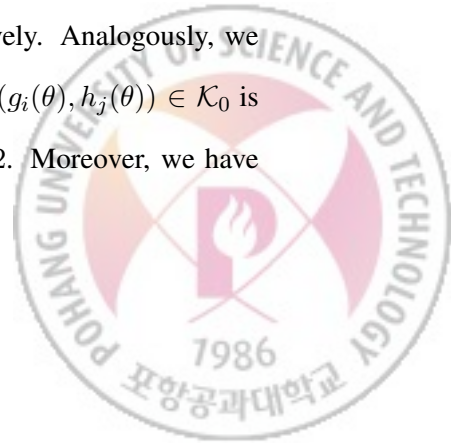 vely. Analogously, we
(g_i(θ), h_j(θ)) ∈ 𝒦_0 is
2. Moreover, we have
POHANG UNIVERSITY OF SCIENCE AND TECHNOLOGY
1986
포항공과대학교